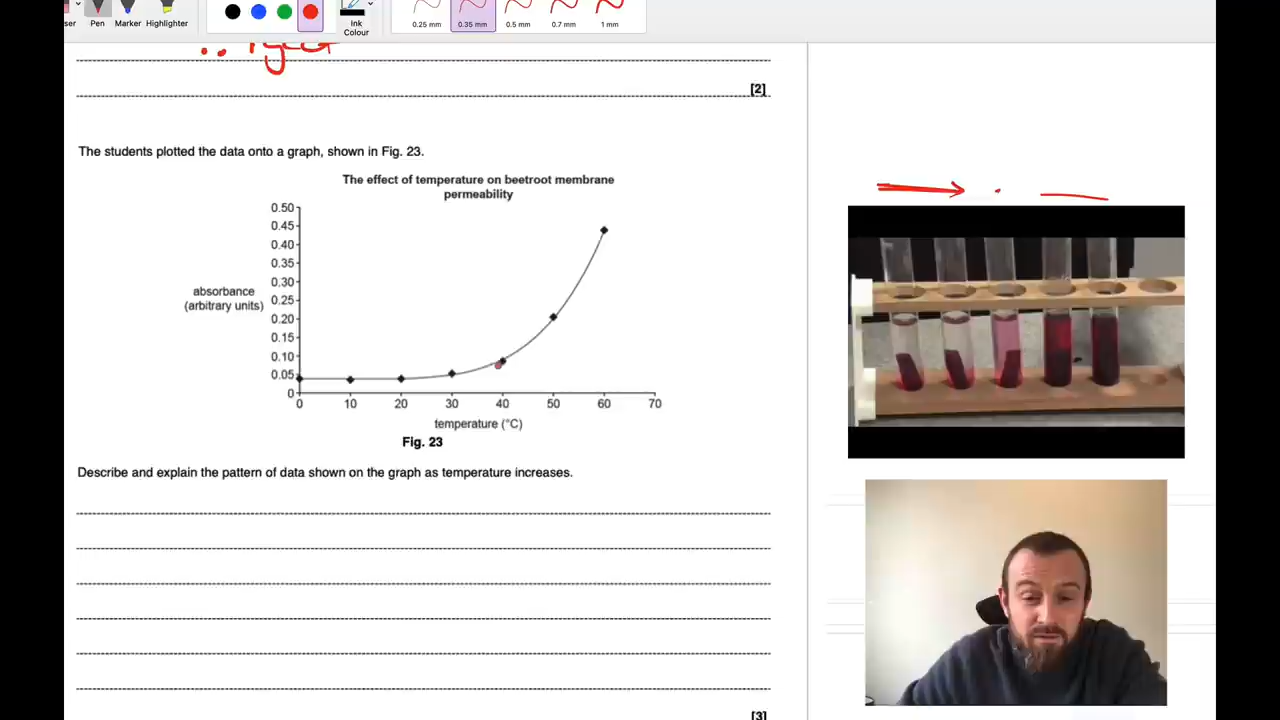 Pen
Marker
Highlighter
Ink
Colour
0.25 mm
0.35 mm
0.5 mm
0.7 mm
1 mm
[2]
The students plotted the data onto a graph, shown in Fig. 23.
The effect of temperature on beetroot membrane
permeability
0.50
0.45
0.40
0.35
0.30
0.25
0.20
0.15
0.10
0.05
0
absorbance
(arbitrary units)
0 10 20 30 40 50 60 70
temperature (°C)
Fig. 23
Describe and explain the pattern of data shown on the graph as temperature increases.
[3]